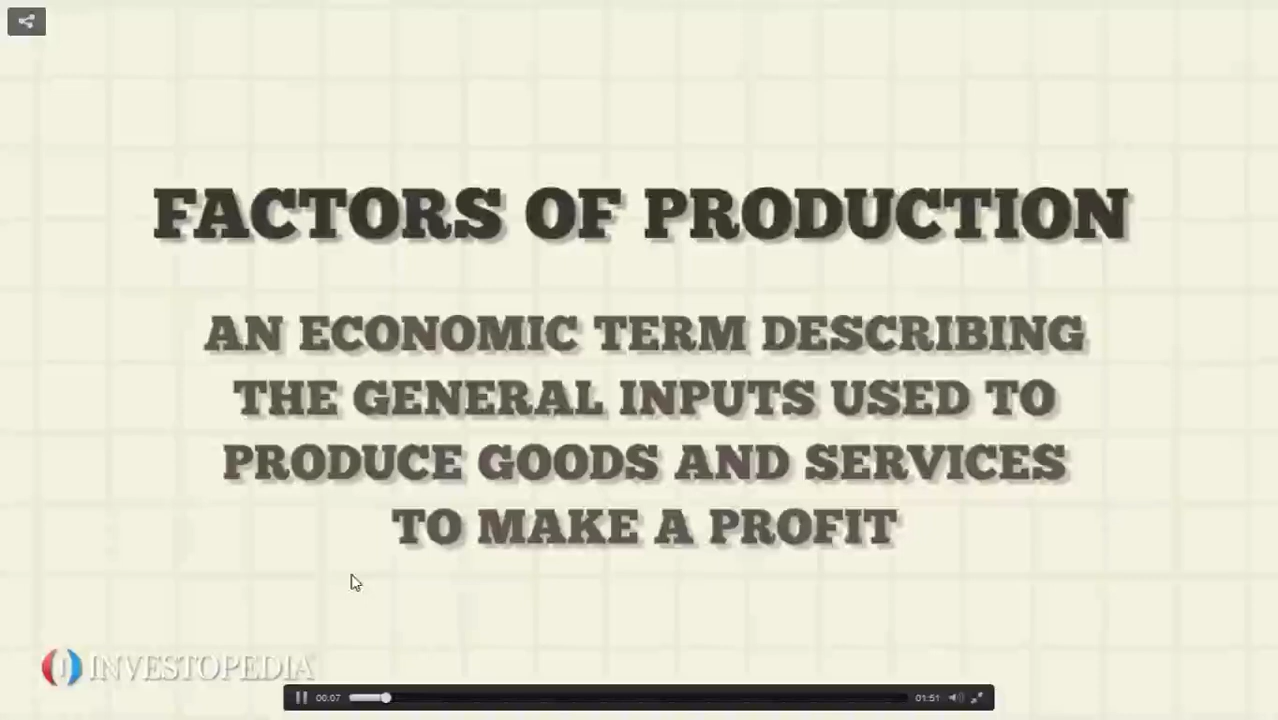 FACTORS OF PRODUCTION
AN ECONOMIC TERM DESCRIBING
THE GENERAL INPUTS USED TO
PRODUCE GOODS AND SERVICES
TO MAKE A PROFIT
INVESTOPEDIA
00:07 01:51